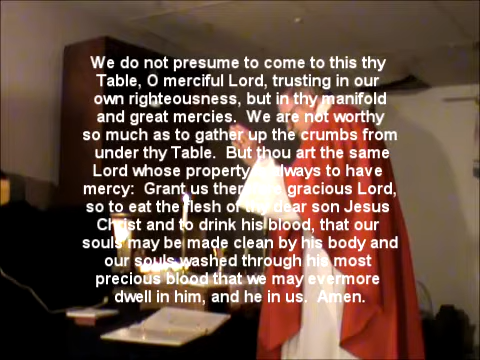 We do not presume to come to this thy
Table, O merciful Lord, trusting in our
own righteousness, but in thy manifold
and great mercies. We are not worthy
so much as to gather up the crumbs from
under thy Table. But thou art the same
Lord whose property always to have
mercy: Grant us gracious Lord,
so to eat the flesh of dear son Jesus
Christ and to drink his blood, that our
souls may be made clean by his body and
our souls washed through his most
precious blood that we may evermore
dwell in him, and he in us. Amen.